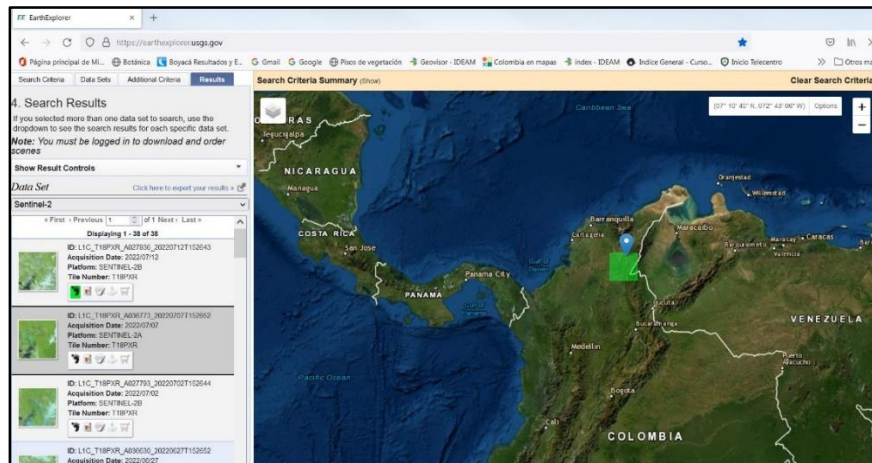 EarthExplorer
https://earthexplorer.usgs.gov
Página principal de Mi...
Botánica
Boyacá Resultados y E...
Gmail
Google
Pisos de vegetación
Geovisor - IDEAM
Colombia en mapas
index - IDEAM
Indice General - Curso...
Inicio Telecentro
Otros ma
Search Criteria
Data Sets
Additional Criteria
Results
Search Criteria Summary (Show)
Clear Search Criteria
4. Search Results
If you selected more than one data set to search, use the
dropdown to see the search results for each specific data set.
Note: You must be logged in to download and order
scenes
Show Result Controls
Data Set
Click here to export your results »
Sentinel-2
« First ‹ Previous 1 of 1 Next › Last »
Displaying 1 - 38 of 38
ID: L1C_T18PXR_A027936_20220712T152643
Acquisition Date: 2022/07/12
Platform: SENTINEL-2B
Tile Number: T18PXR
ID: L1C_T18PXR_A036773_20220707T152652
Acquisition Date: 2022/07/07
Platform: SENTINEL-2A
Tile Number: T18PXR
ID: L1C_T18PXR_A027793_20220702T152644
Acquisition Date: 2022/07/02
Platform: SENTINEL-2B
Tile Number: T18PXR
ID: L1C_T18PXR_A036630_20220627T152652
Acquisition Date: 2022/06/27
Options
+
−
Caribbean Sea
Tegucigalpa
NICARAGUA
Managua
COSTA RICA
San Jose
PANAMA
Panama City
Gulf of
Darien
Pacific Ocean
Oranjestad
Willemstad
Barranquilla
Cartagena
Maracaibo
Barquisimeto
Maracay
Caracas
Valencia
Cucuta
Bucaramanga
VENEZUELA
Medellin
Puerto
Ayacucho
Bogota
Cali
COLOMBIA